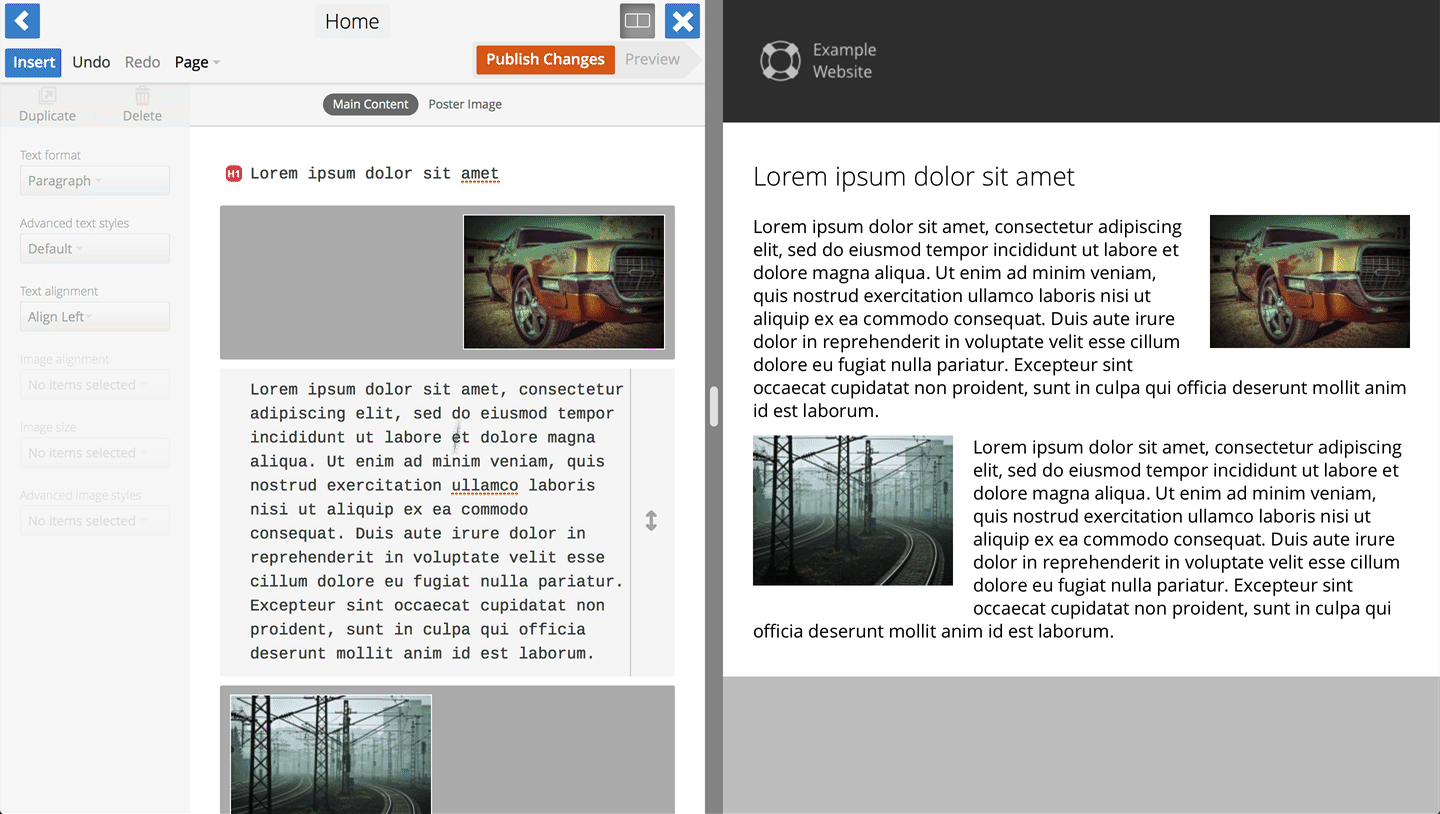 Home
Insert
Undo
Redo
Page
Publish Changes
Preview
Duplicate
Delete
Main Content
Poster Image
Text format
Paragraph
Advanced text styles
Default
Text alignment
Align Left
Image alignment
No items selected
Image size
No items selected
Advanced image styles
No items selected
H1 Lorem ipsum dolor sit amet
Lorem ipsum dolor sit amet, consectetur
adipiscing elit, sed do eiusmod tempor
incididunt ut labore et dolore magna
aliqua. Ut enim ad minim veniam, quis
nostrud exercitation ullamco laboris
nisi ut aliquip ex ea commodo
consequat. Duis aute irure dolor in
reprehenderit in voluptate velit esse
cillum dolore eu fugiat nulla pariatur.
Excepteur sint occaecat cupidatat non
proident, sunt in culpa qui officia
deserunt mollit anim id est laborum.
Example
Website
Lorem ipsum dolor sit amet
Lorem ipsum dolor sit amet, consectetur adipiscing
elit, sed do eiusmod tempor incididunt ut labore et
dolore magna aliqua. Ut enim ad minim veniam,
quis nostrud exercitation ullamco laboris nisi ut
aliquip ex ea commodo consequat. Duis aute irure
dolor in reprehenderit in voluptate velit esse cillum
dolore eu fugiat nulla pariatur. Excepteur sint
occaecat cupidatat non proident, sunt in culpa qui officia deserunt mollit anim
id est laborum.
Lorem ipsum dolor sit amet, consectetur adipiscing
elit, sed do eiusmod tempor incididunt ut labore et
dolore magna aliqua. Ut enim ad minim veniam,
quis nostrud exercitation ullamco laboris nisi ut
aliquip ex ea commodo consequat. Duis aute irure
dolor in reprehenderit in voluptate velit esse cillum
dolore eu fugiat nulla pariatur. Excepteur sint
occaecat cupidatat non proident, sunt in culpa qui
officia deserunt mollit anim id est laborum.